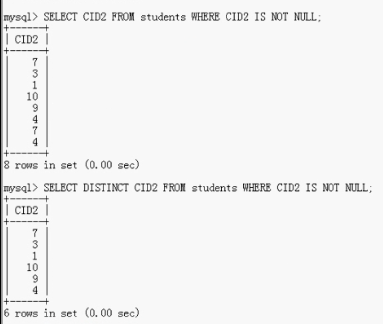 mysql> SELECT CID2 FROM students WHERE CID2 IS NOT NULL;
+------+
| CID2 |
+------+
|    7 |
|    3 |
|    1 |
|   10 |
|    9 |
|    4 |
|    7 |
|    4 |
+------+
8 rows in set (0.00 sec)
mysql> SELECT DISTINCT CID2 FROM students WHERE CID2 IS NOT NULL;
+------+
| CID2 |
+------+
|    7 |
|    3 |
|    1 |
|   10 |
|    9 |
|    4 |
+------+
6 rows in set (0.00 sec)